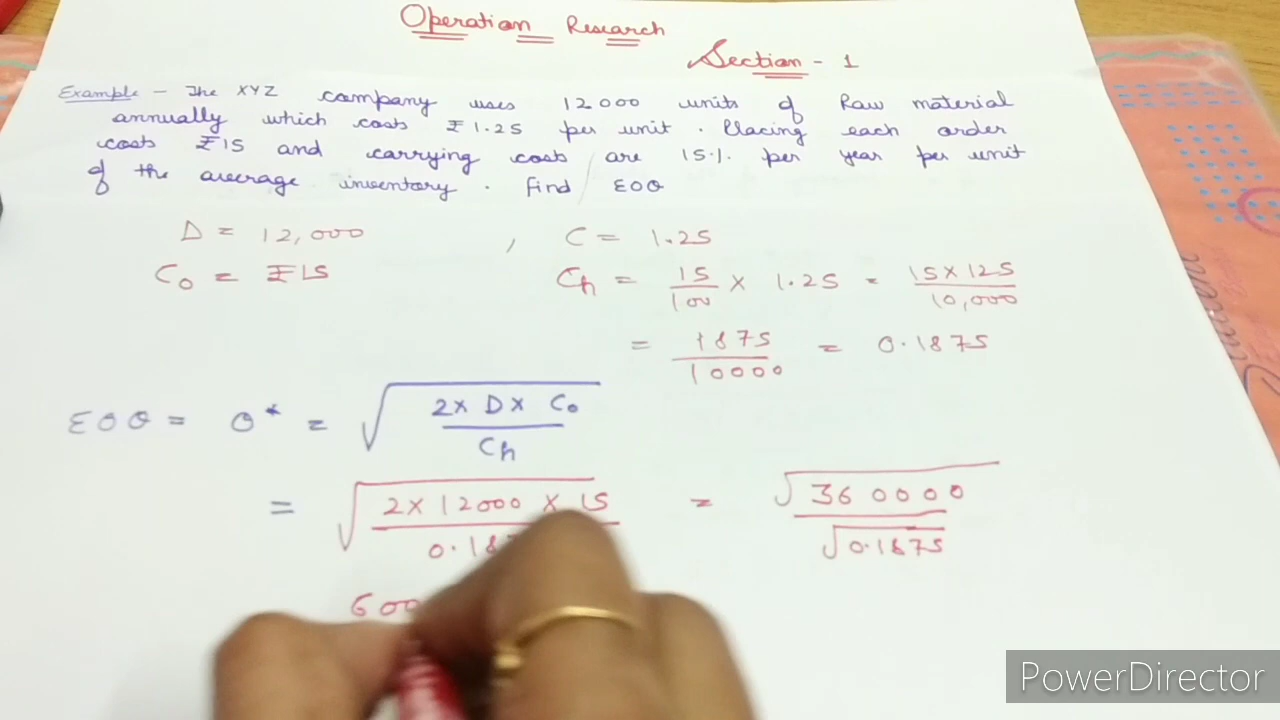 Operation Research
Section - 1
Example - The XYZ company uses 12000 units of Raw material
annually which costs ₹1.25 per unit. Placing each order
costs ₹15 and carrying costs are 15% per year per unit
of the average inventory. Find EOQ
D = 12,000 , C = 1.25
Co = ₹15 Ch = 15/100 × 1.25 = 15×125/10,000
= 1875/10000 = 0.1875
EOQ = Q* = √(2× D× Co / Ch)
= √(2×12000 × 15 / 0.18 = √360000 / √0.1875
600
PowerDirector